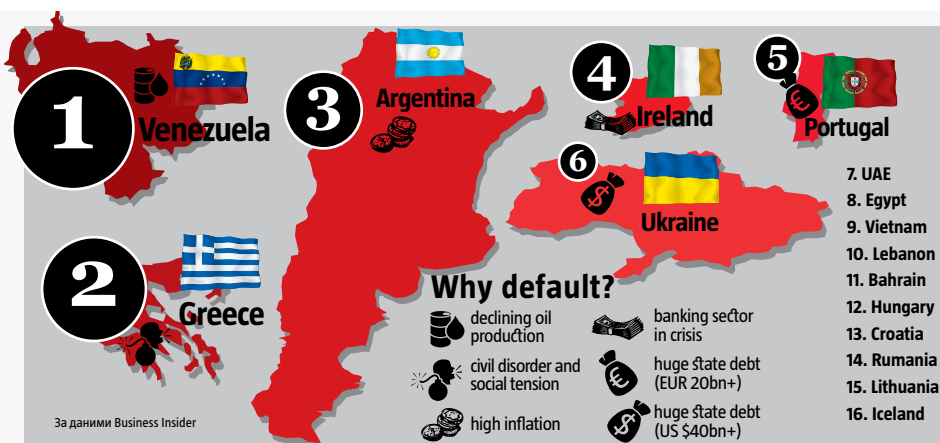 1
Venezuela
2
Greece
3
Argentina
4
Ireland
5
€
Portugal
6
$
Ukraine
7. UAE
8. Egypt
9. Vietnam
10. Lebanon
11. Bahrain
12. Hungary
13. Croatia
14. Rumania
15. Lithuania
16. Iceland
Why default?
declining oil
production
civil disorder and
social tension
high inflation
banking sector
in crisis
€
huge state debt
(EUR 20bn+)
$
huge state debt
(US $40bn+)
За даними Business Insider